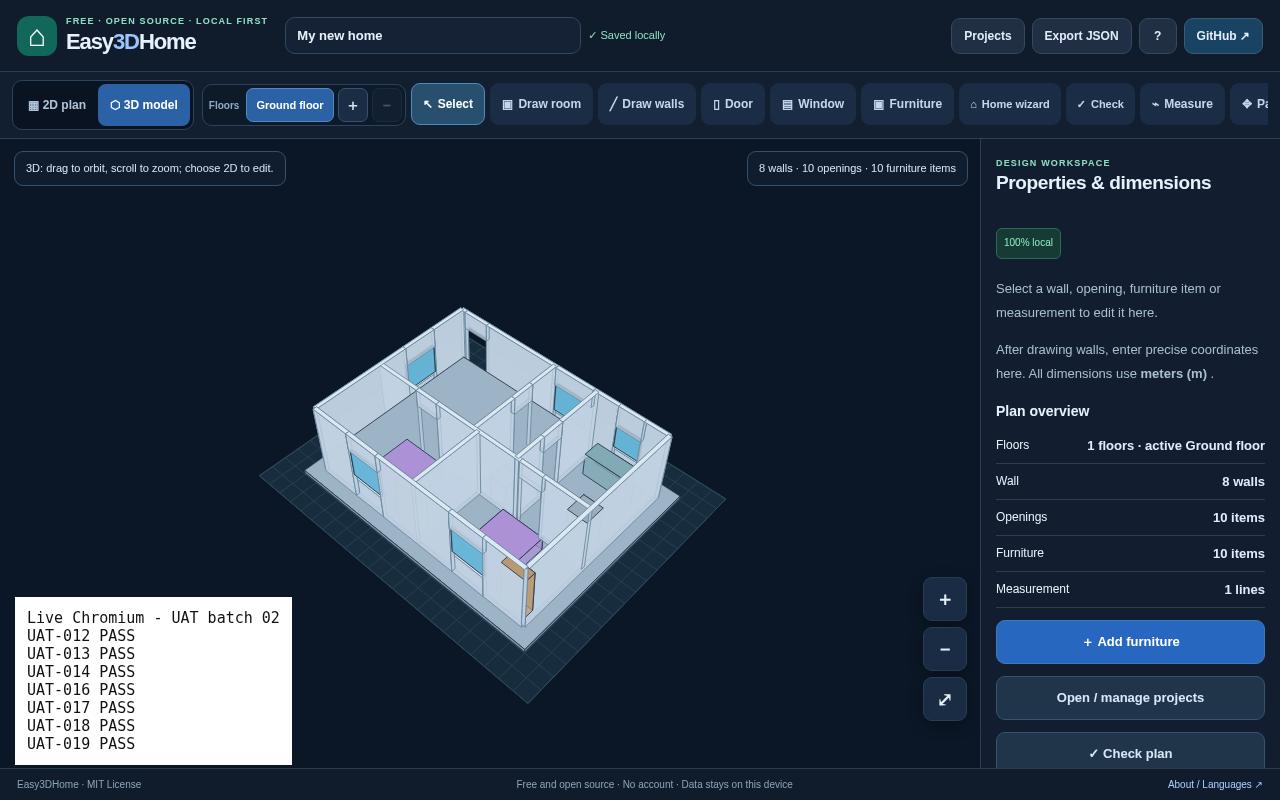 FREE · OPEN SOURCE · LOCAL FIRST
Easy3DHome
My new home
✓ Saved locally
Projects
Export JSON
?
GitHub ↗
2D plan
3D model
Floors
Ground floor
+
−
Select
Draw room
Draw walls
Door
Window
Furniture
Home wizard
✓ Check
Measure
3D: drag to orbit, scroll to zoom; choose 2D to edit.
8 walls · 10 openings · 10 furniture items
DESIGN WORKSPACE
Properties & dimensions
100% local
Select a wall, opening, furniture item or
measurement to edit it here.
After drawing walls, enter precise coordinates
here. All dimensions use meters (m) .
Plan overview
Floors 1 floors · active Ground floor
Wall 8 walls
Openings 10 items
Furniture 10 items
Measurement 1 lines
+ Add furniture
Open / manage projects
✓ Check plan
+
−
⤢
Live Chromium - UAT batch 02
UAT-012 PASS
UAT-013 PASS
UAT-014 PASS
UAT-016 PASS
UAT-017 PASS
UAT-018 PASS
UAT-019 PASS
Easy3DHome · MIT License
Free and open source · No account · Data stays on this device
About / Languages ↗